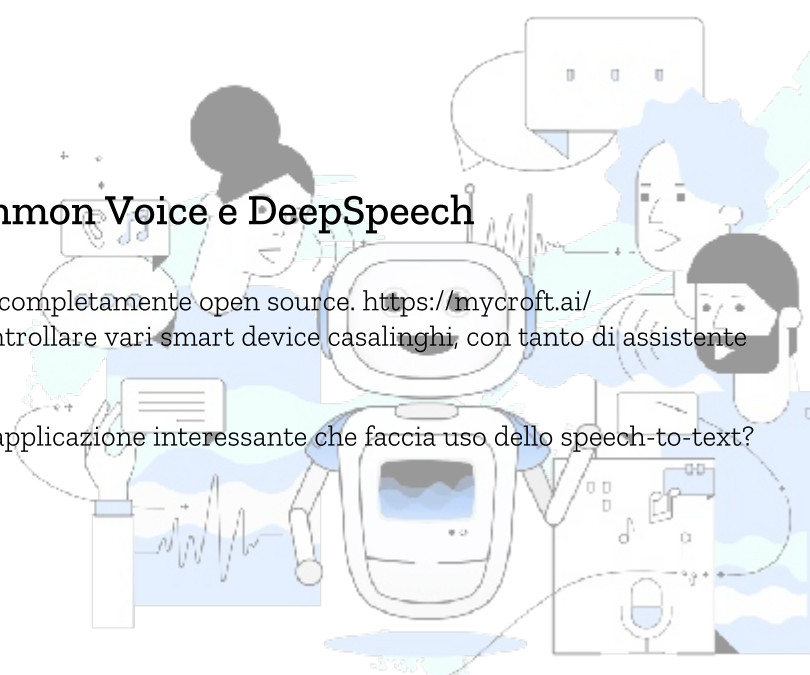 mmon Voice e DeepSpeech
completamente open source. https://mycroft.ai/
ntrollare vari smart device casalinghi, con tanto di assistente
applicazione interessante che faccia uso dello speech-to-text?